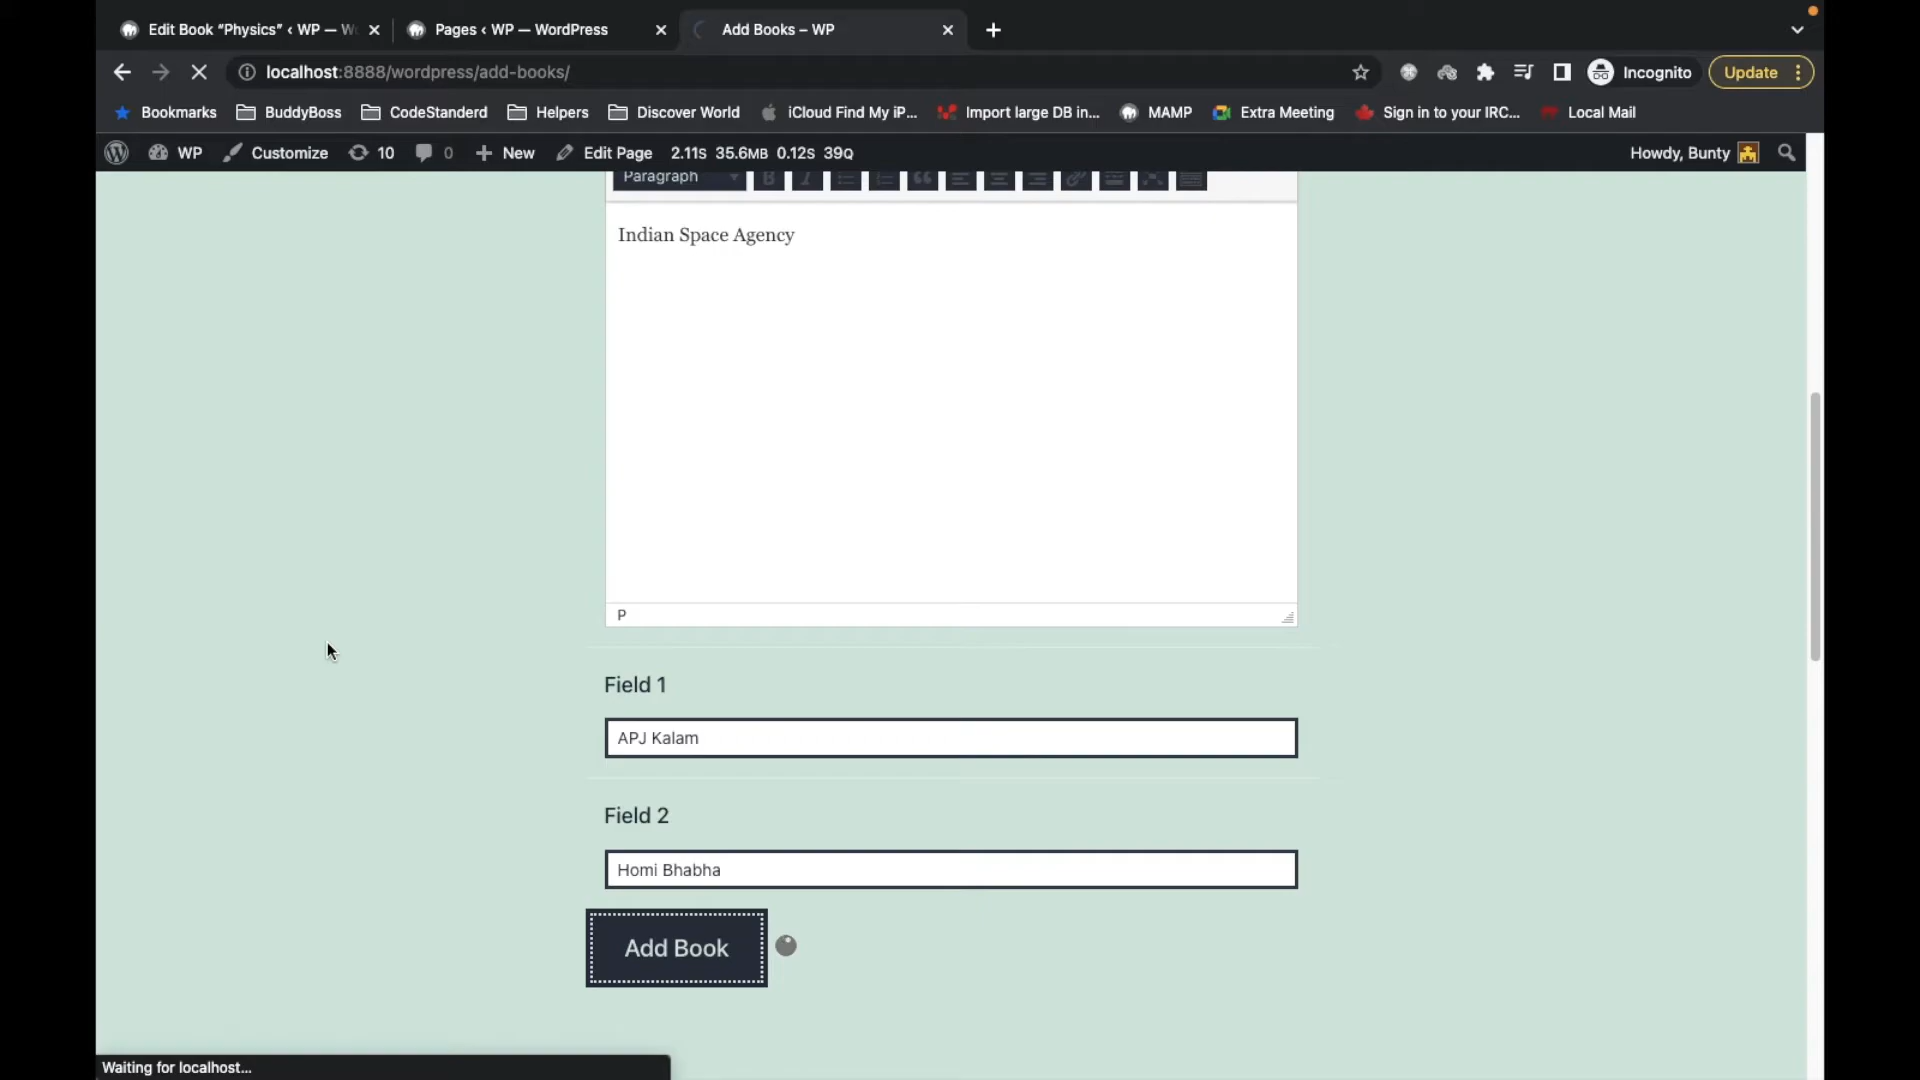 Edit Book “Physics” ‹ WP — W
Pages ‹ WP — WordPress
Add Books – WP
localhost:8888/wordpress/add-books/
Incognito
Update
Bookmarks
BuddyBoss
CodeStanderd
Helpers
Discover World
iCloud Find My iP...
Import large DB in...
MAMP
Extra Meeting
Sign in to your IRC...
Local Mail
WP
Customize
10
0
New
Edit Page
2.11s 35.6MB 0.12s 39Q
Howdy, Bunty
Paragraph
Indian Space Agency
P
Field 1
APJ Kalam
Field 2
Homi Bhabha
Add Book
Waiting for localhost...